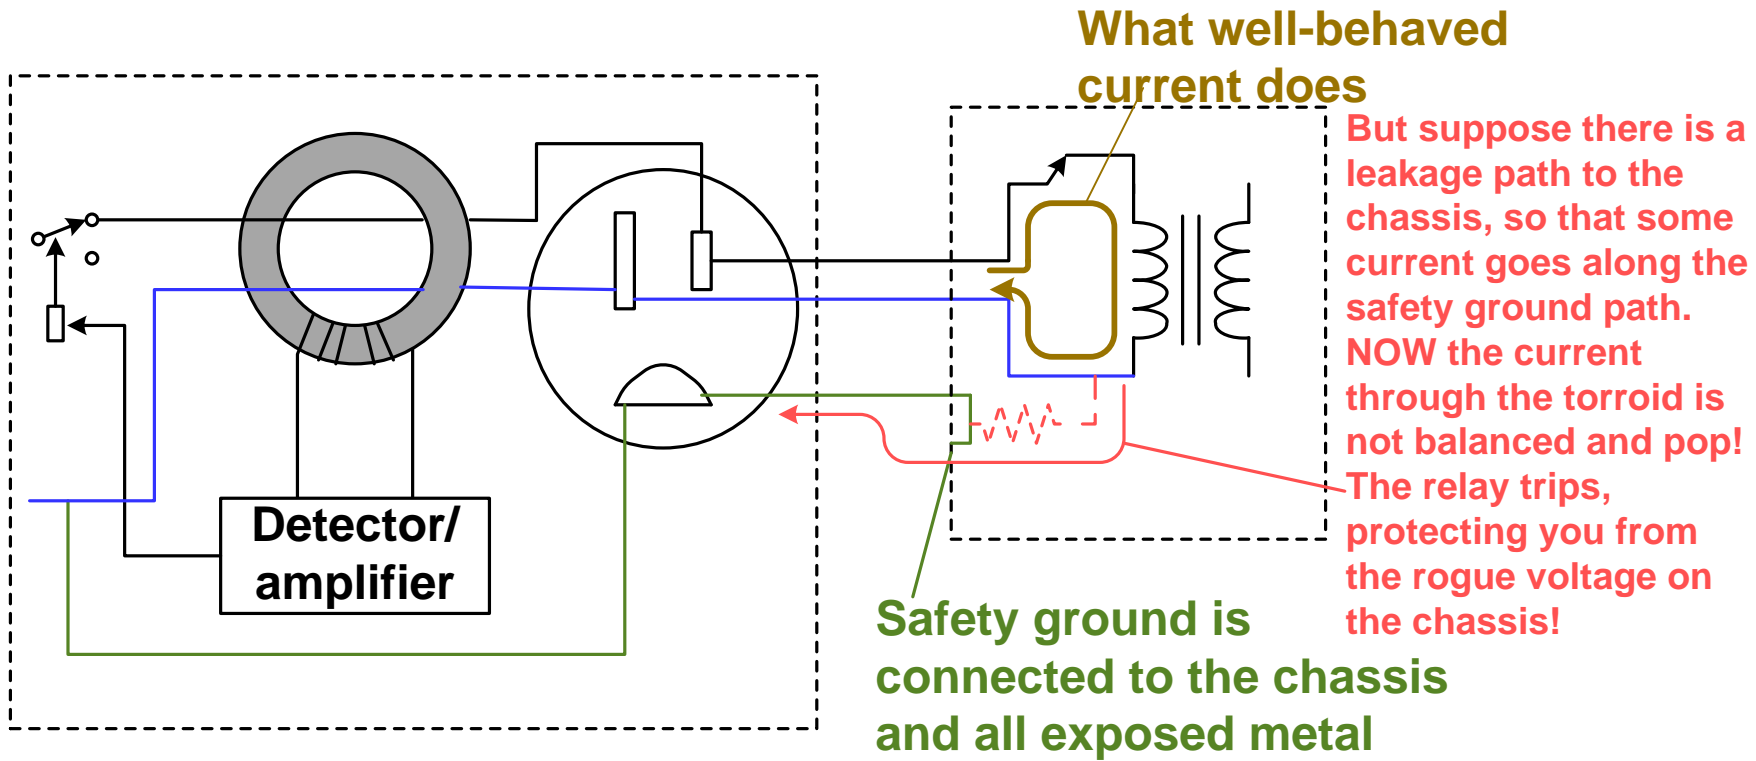 What well-behaved
current does
But suppose there is a
leakage path to the
chassis, so that some
current goes along the
safety ground path.
NOW the current
through the torroid is
not balanced and pop!
The relay trips,
protecting you from
the rogue voltage on
the chassis!
Detector/
amplifier
Safety ground is
connected to the chassis
and all exposed metal